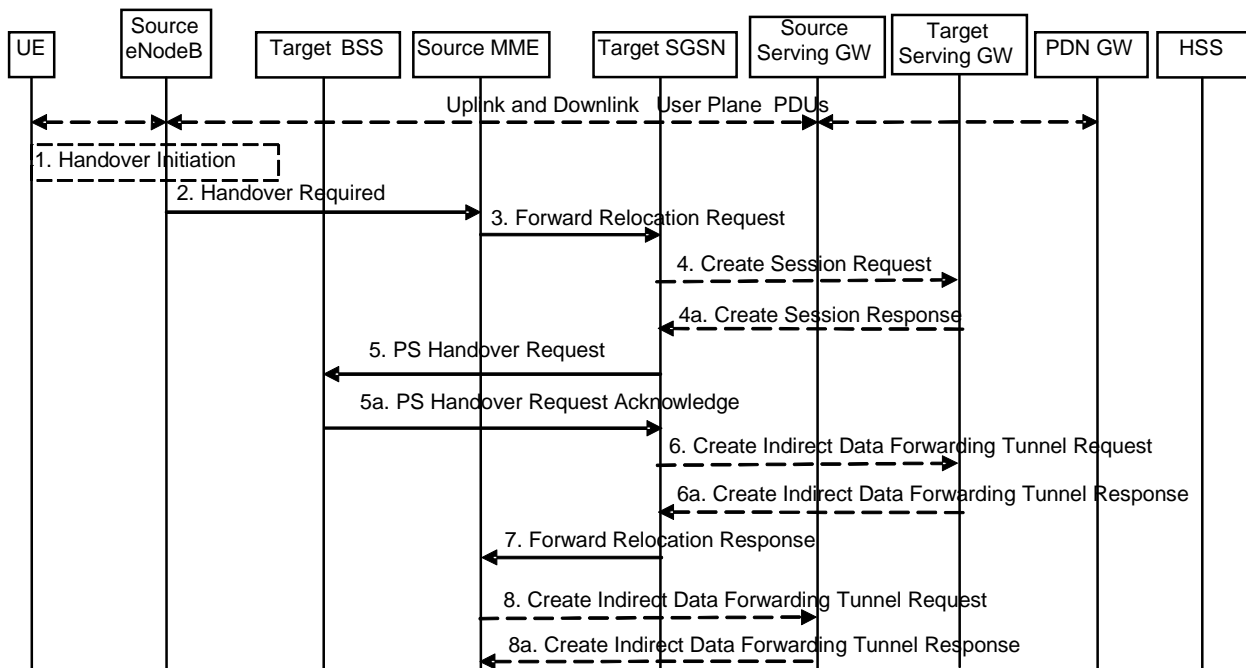 UE
Source
eNodeB
Target BSS
Source MME
Target SGSN
Source
Serving GW
Target
Serving GW
PDN GW
HSS
Uplink and Downlink User Plane PDUs
1. Handover Initiation
2. Handover Required
3. Forward Relocation Request
4. Create Session Request
4a. Create Session Response
5. PS Handover Request
5a. PS Handover Request Acknowledge
6. Create Indirect Data Forwarding Tunnel Request
6a. Create Indirect Data Forwarding Tunnel Response
7. Forward Relocation Response
8. Create Indirect Data Forwarding Tunnel Request
8a. Create Indirect Data Forwarding Tunnel Response